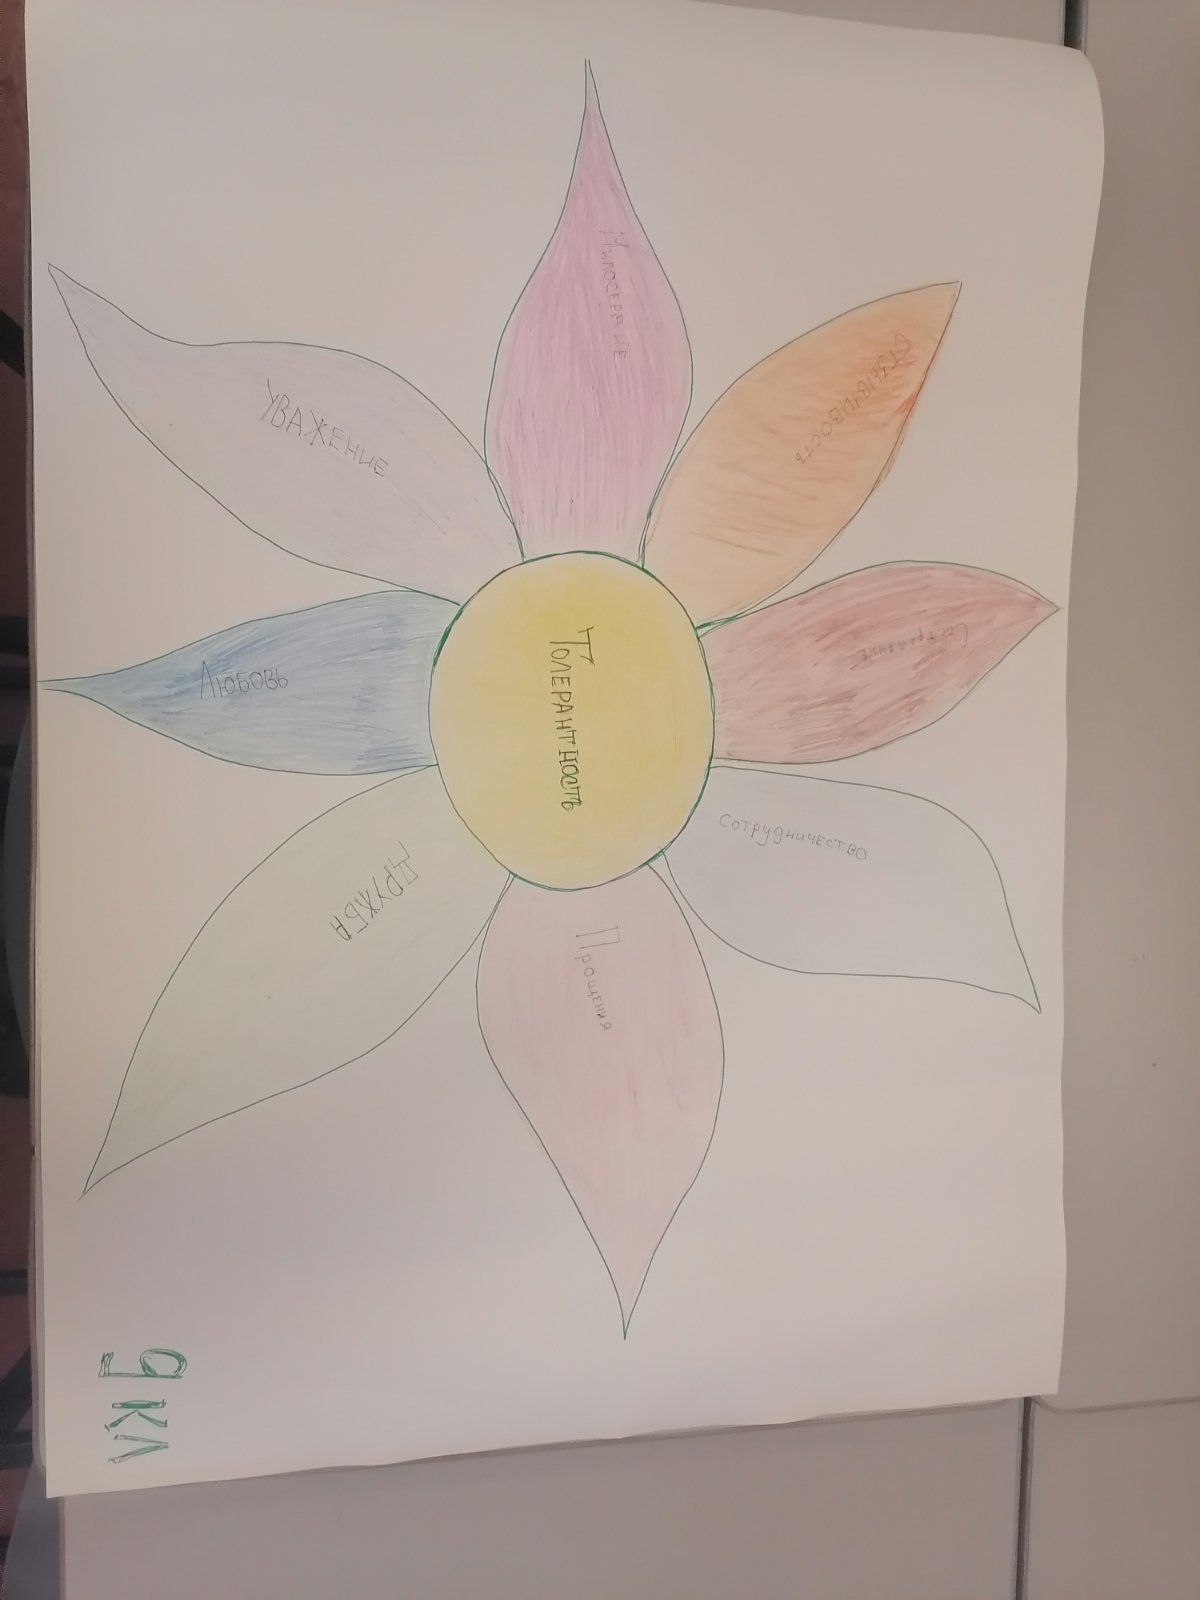 Толерантность
Милосердие
Отзывчивость
Сострадание
сотрудничество
Прощения
ДРУЖБА
Любовь
УВАЖЕНИЕ
9 кл